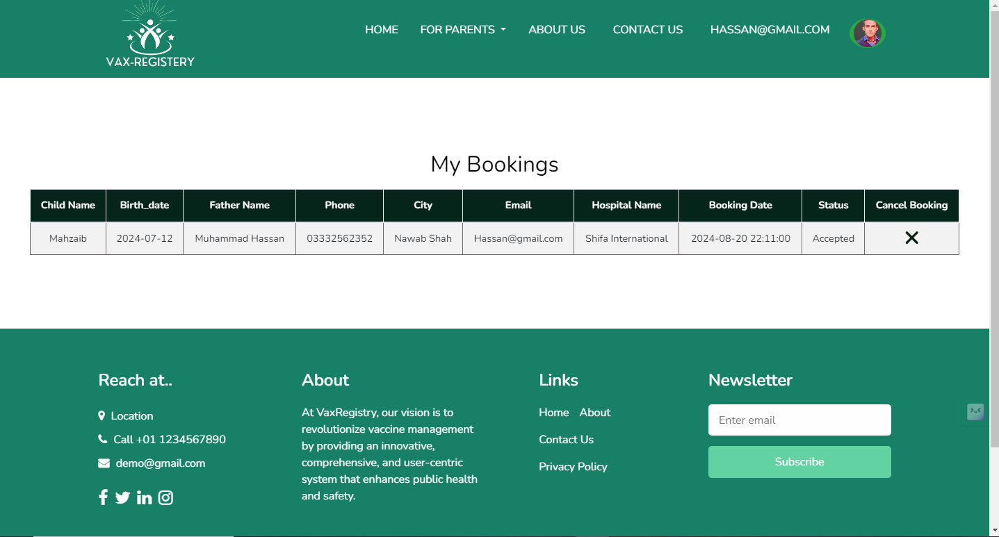 VAX-REGISTERY
HOME FOR PARENTS ABOUT US CONTACT US HASSAN@GMAIL.COM
My Bookings
Child Name Birth_date Father Name Phone City Email Hospital Name Booking Date Status Cancel Booking
Mahzaib 2024-07-12 Muhammad Hassan 03332562352 Nawab Shah Hassan@gmail.com Shifa International 2024-08-20 22:11:00 Accepted
Reach at..
Location
Call +01 1234567890
demo@gmail.com
About
At VaxRegistry, our vision is to
revolutionize vaccine management
by providing an innovative,
comprehensive, and user-centric
system that enhances public health
and safety.
Links
Home About
Contact Us
Privacy Policy
Newsletter
Enter email
Subscribe